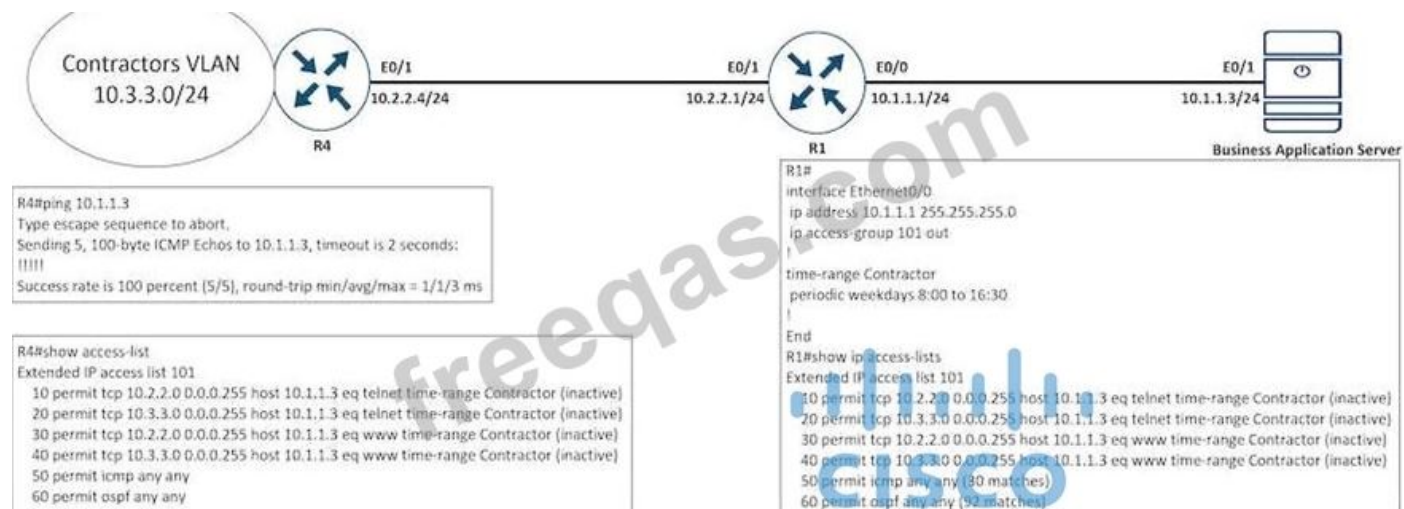 Contractors VLAN
10.3.3.0/24
E0/1
10.2.2.4/24
R4
E0/1
10.2.2.1/24
E0/0
10.1.1.1/24
R1
E0/1
10.1.1.3/24
Business Application Server
R4#ping 10.1.1.3
Type escape sequence to abort.
Sending 5, 100-byte ICMP Echos to 10.1.1.3, timeout is 2 seconds:
!!!!!
Success rate is 100 percent (5/5), round-trip min/avg/max = 1/1/3 ms
R4#show access-list
Extended IP access list 101
10 permit tcp 10.2.2.0 0.0.0.255 host 10.1.1.3 eq telnet time-range Contractor (inactive)
20 permit tcp 10.3.3.0 0.0.0.255 host 10.1.1.3 eq telnet time-range Contractor (inactive)
30 permit tcp 10.2.2.0 0.0.0.255 host 10.1.1.3 eq www time-range Contractor (inactive)
40 permit tcp 10.3.3.0 0.0.0.255 host 10.1.1.3 eq www time-range Contractor (inactive)
50 permit icmp any any
60 permit ospf any any
R1#
interface Ethernet0/0
ip address 10.1.1.1 255.255.255.0
ip access-group 101 out
!
time-range Contractor
periodic weekdays 8:00 to 16:30
!
End
R1#show ip access-lists
Extended IP access list 101
10 permit tcp 10.2.2.0 0.0.0.255 host 10.1.1.3 eq telnet time-range Contractor (inactive)
20 permit tcp 10.3.3.0 0.0.0.255 host 10.1.1.3 eq telnet time-range Contractor (inactive)
30 permit tcp 10.2.2.0 0.0.0.255 host 10.1.1.3 eq www time-range Contractor (inactive)
40 permit tcp 10.3.3.0 0.0.0.255 host 10.1.1.3 eq www time-range Contractor (inactive)
50 permit icmp any any (30 matches)
60 permit ospf any any (92 matches)
freeqas.com
CISCO